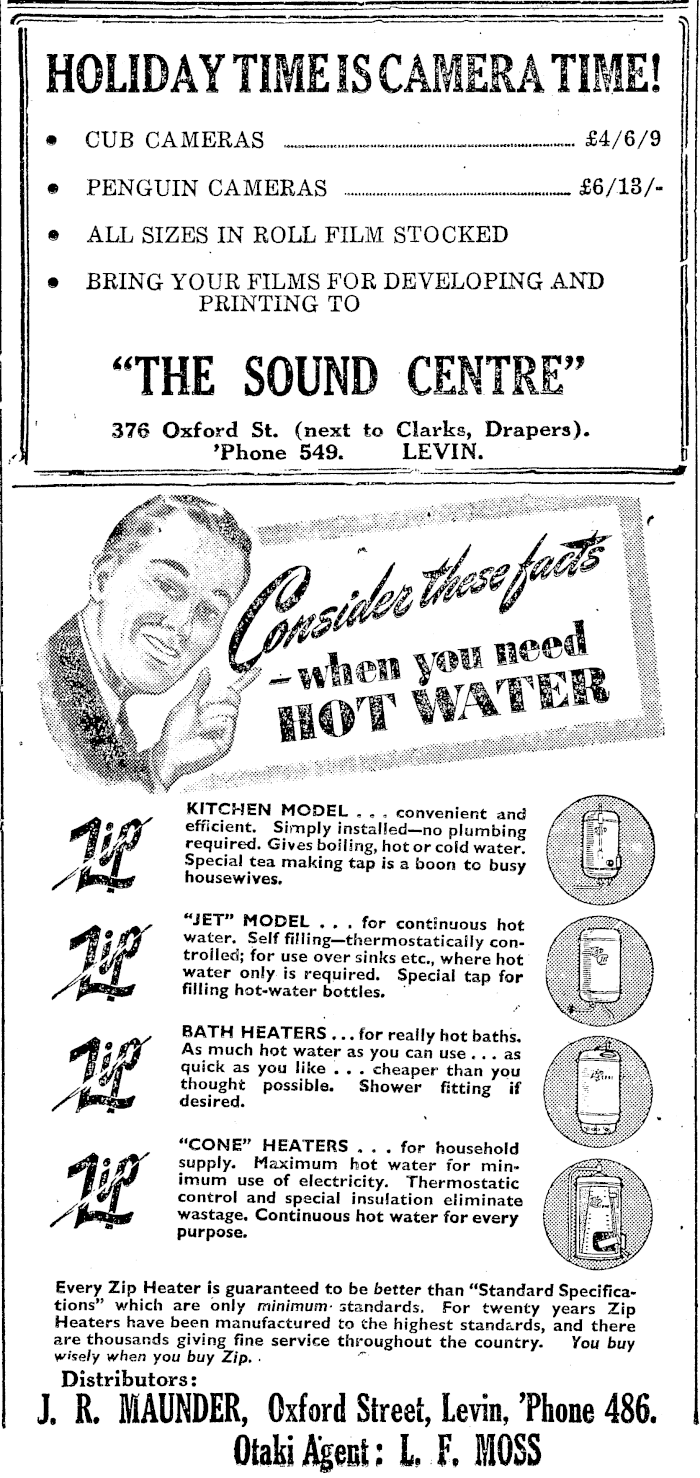 HOLIDAY TIME IS CAMERA TIME!
• CUB CAMERAS ........ £4/6/9
• PENGUIN CAMERAS ........ £6/13/-
• ALL SIZES IN ROLL FILM STOCKED
• BRING YOUR FILMS FOR DEVELOPING AND
PRINTING TO
"THE SOUND CENTRE"
376 Oxford St. (next to Clarks, Drapers).
'Phone 549. LEVIN.
Consider these facts
—when you need
HOT WATER
Zip
KITCHEN MODEL . . . convenient and
efficient. Simply installed—no plumbing
required. Gives boiling, hot or cold water.
Special tea making tap is a boon to busy
housewives.
Zip
"JET" MODEL . . . for continuous hot
water. Self filling—thermostatically con-
trolled; for use over sinks etc., where hot
water only is required. Special tap for
filling hot-water bottles.
Zip
BATH HEATERS . . . for really hot baths.
As much hot water as you can use . . . as
quick as you like . . . cheaper than you
thought possible. Shower fitting if
desired.
Zip
"CONE" HEATERS . . . for household
supply. Maximum hot water for min-
imum use of electricity. Thermostatic
control and special insulation eliminate
wastage. Continuous hot water for every
purpose.
Every Zip Heater is guaranteed to be better than "Standard Specifica-
tions" which are only minimum standards. For twenty years Zip
Heaters have been manufactured to the highest standards, and there
are thousands giving fine service throughout the country. You buy
wisely when you buy Zip.
Distributors:
J. R. MAUNDER, Oxford Street, Levin, 'Phone 486.
Otaki Agent: L. F. MOSS